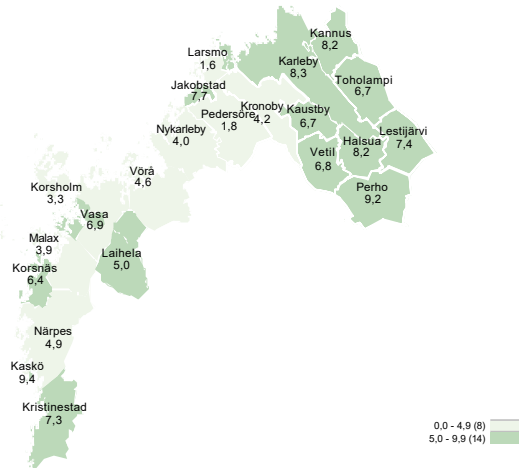 Kannus
8,2
Larsmo
1,6
Karleby
8,3
Toholampi
6,7
Jakobstad
7,7
Kronoby
4,2
Kaustby
6,7
Pedersöre
1,8
Nykarleby
4,0
Lestijärvi
7,4
Halsua
8,2
Vetil
6,8
Vörå
4,6
Perho
9,2
Korsholm
3,3
Vasa
6,9
Malax
3,9
Laihela
5,0
Korsnäs
6,4
Närpes
4,9
Kaskö
9,4
Kristinestad
7,3
0,0 - 4,9 (8)
5,0 - 9,9 (14)